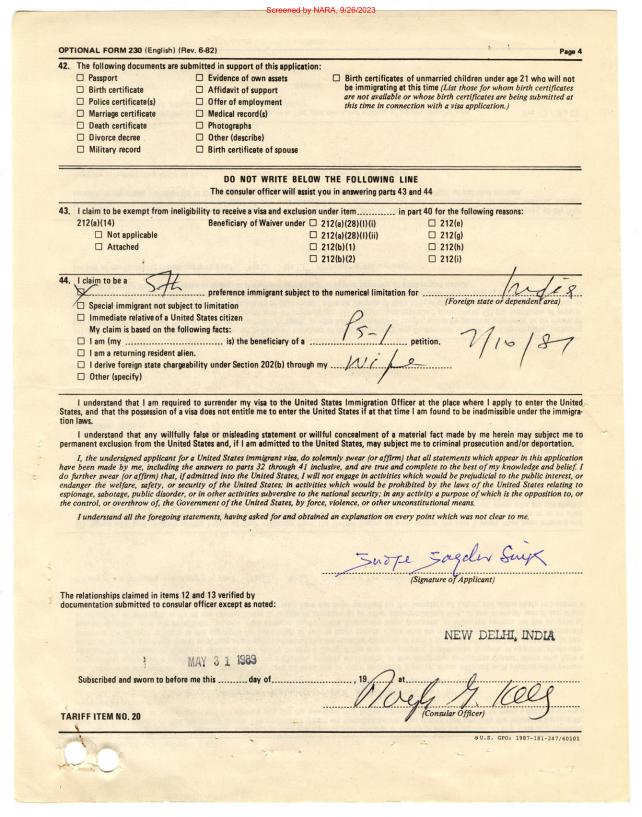 Screened by NARA, 9/26/2023
OPTIONAL FORM 230 (English) (Rev. 6-82) Page 4
42. The following documents are submitted in support of this application:
☐ Passport
☐ Birth certificate
☐ Police certificate(s)
☐ Marriage certificate
☐ Death certificate
☐ Divorce decree
☐ Military record
☐ Evidence of own assets
☐ Affidavit of support
☐ Offer of employment
☐ Medical record(s)
☐ Photographs
☐ Other (describe)
☐ Birth certificate of spouse
☐ Birth certificates of unmarried children under age 21 who will not
be immigrating at this time (List those for whom birth certificates
are not available or whose birth certificates are being submitted at
this time in connection with a visa application.)
DO NOT WRITE BELOW THE FOLLOWING LINE
The consular officer will assist you in answering parts 43 and 44
43. I claim to be exempt from ineligibility to receive a visa and exclusion under item............ in part 40 for the following reasons:
212(a)(14) Beneficiary of Waiver under ☐ 212(a)(28)(I)(i) ☐ 212(e)
☐ Not applicable ☐ 212(a)(28)(I)(ii) ☐ 212(g)
☐ Attached ☐ 212(b)(1) ☐ 212(h)
☐ 212(b)(2) ☐ 212(i)
44. I claim to be a 5th
preference immigrant subject to the numerical limitation for India
(Foreign state or dependent area)
☐ Special immigrant not subject to limitation
☐ Immediate relative of a United States citizen
My claim is based on the following facts:
☐ I am (my ............ is) the beneficiary of a P5-1 petition. 7/10/87
☐ I am a returning resident alien.
☐ I derive foreign state chargeability under Section 202(b) through my Wife
☐ Other (specify)
I understand that I am required to surrender my visa to the United States Immigration Officer at the place where I apply to enter the United
States, and that the possession of a visa does not entitle me to enter the United States if at that time I am found to be inadmissible under the immigra-
tion laws.
I understand that any willfully false or misleading statement or willful concealment of a material fact made by me herein may subject me to
permanent exclusion from the United States and, if I am admitted to the United States, may subject me to criminal prosecution and/or deportation.
I, the undersigned applicant for a United States immigrant visa, do solemnly swear (or affirm) that all statements which appear in this application
have been made by me, including the answers to parts 32 through 41 inclusive, and are true and complete to the best of my knowledge and belief. I
do further swear (or affirm) that, if admitted into the United States, I will not engage in activities which would be prejudicial to the public interest, or
endanger the welfare, safety, or security of the United States; in activities which would be prohibited by the laws of the United States relating to
espionage, sabotage, public disorder, or in other activities subversive to the national security; in any activity a purpose of which is the opposition to, or
the control, or overthrow of, the Government of the United States, by force, violence, or other unconstitutional means.
I understand all the foregoing statements, having asked for and obtained an explanation on every point which was not clear to me.
(Signature of Applicant)
The relationships claimed in items 12 and 13 verified by
documentation submitted to consular officer except as noted:
NEW DELHI, INDIA
MAY 31 1989
Subscribed and sworn to before me this ......... day of ........................, 19 at
(Consular Officer)
TARIFF ITEM NO. 20
☆U.S. GPO: 1987-181-247/60101